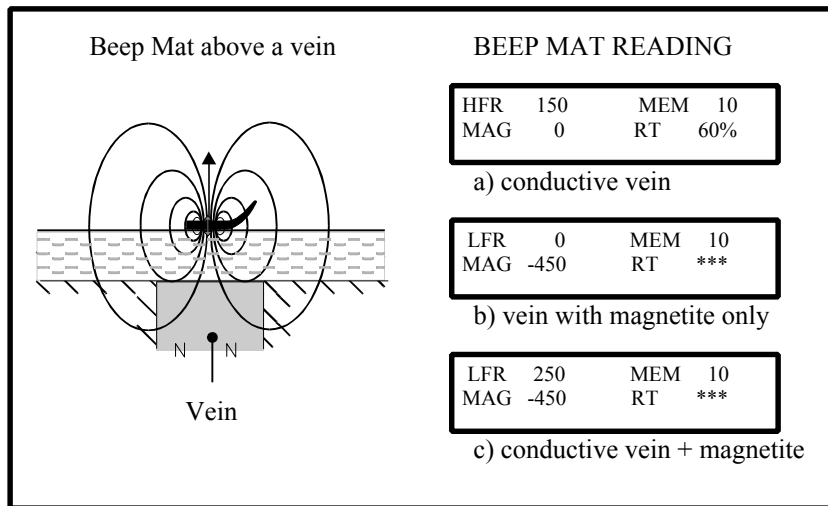 Beep Mat above a vein
N N
Vein
BEEP MAT READING
HFR 150 MEM 10
MAG 0 RT 60%
a) conductive vein
LFR 0 MEM 10
MAG -450 RT ***
b) vein with magnetite only
LFR 250 MEM 10
MAG -450 RT ***
c) conductive vein + magnetite